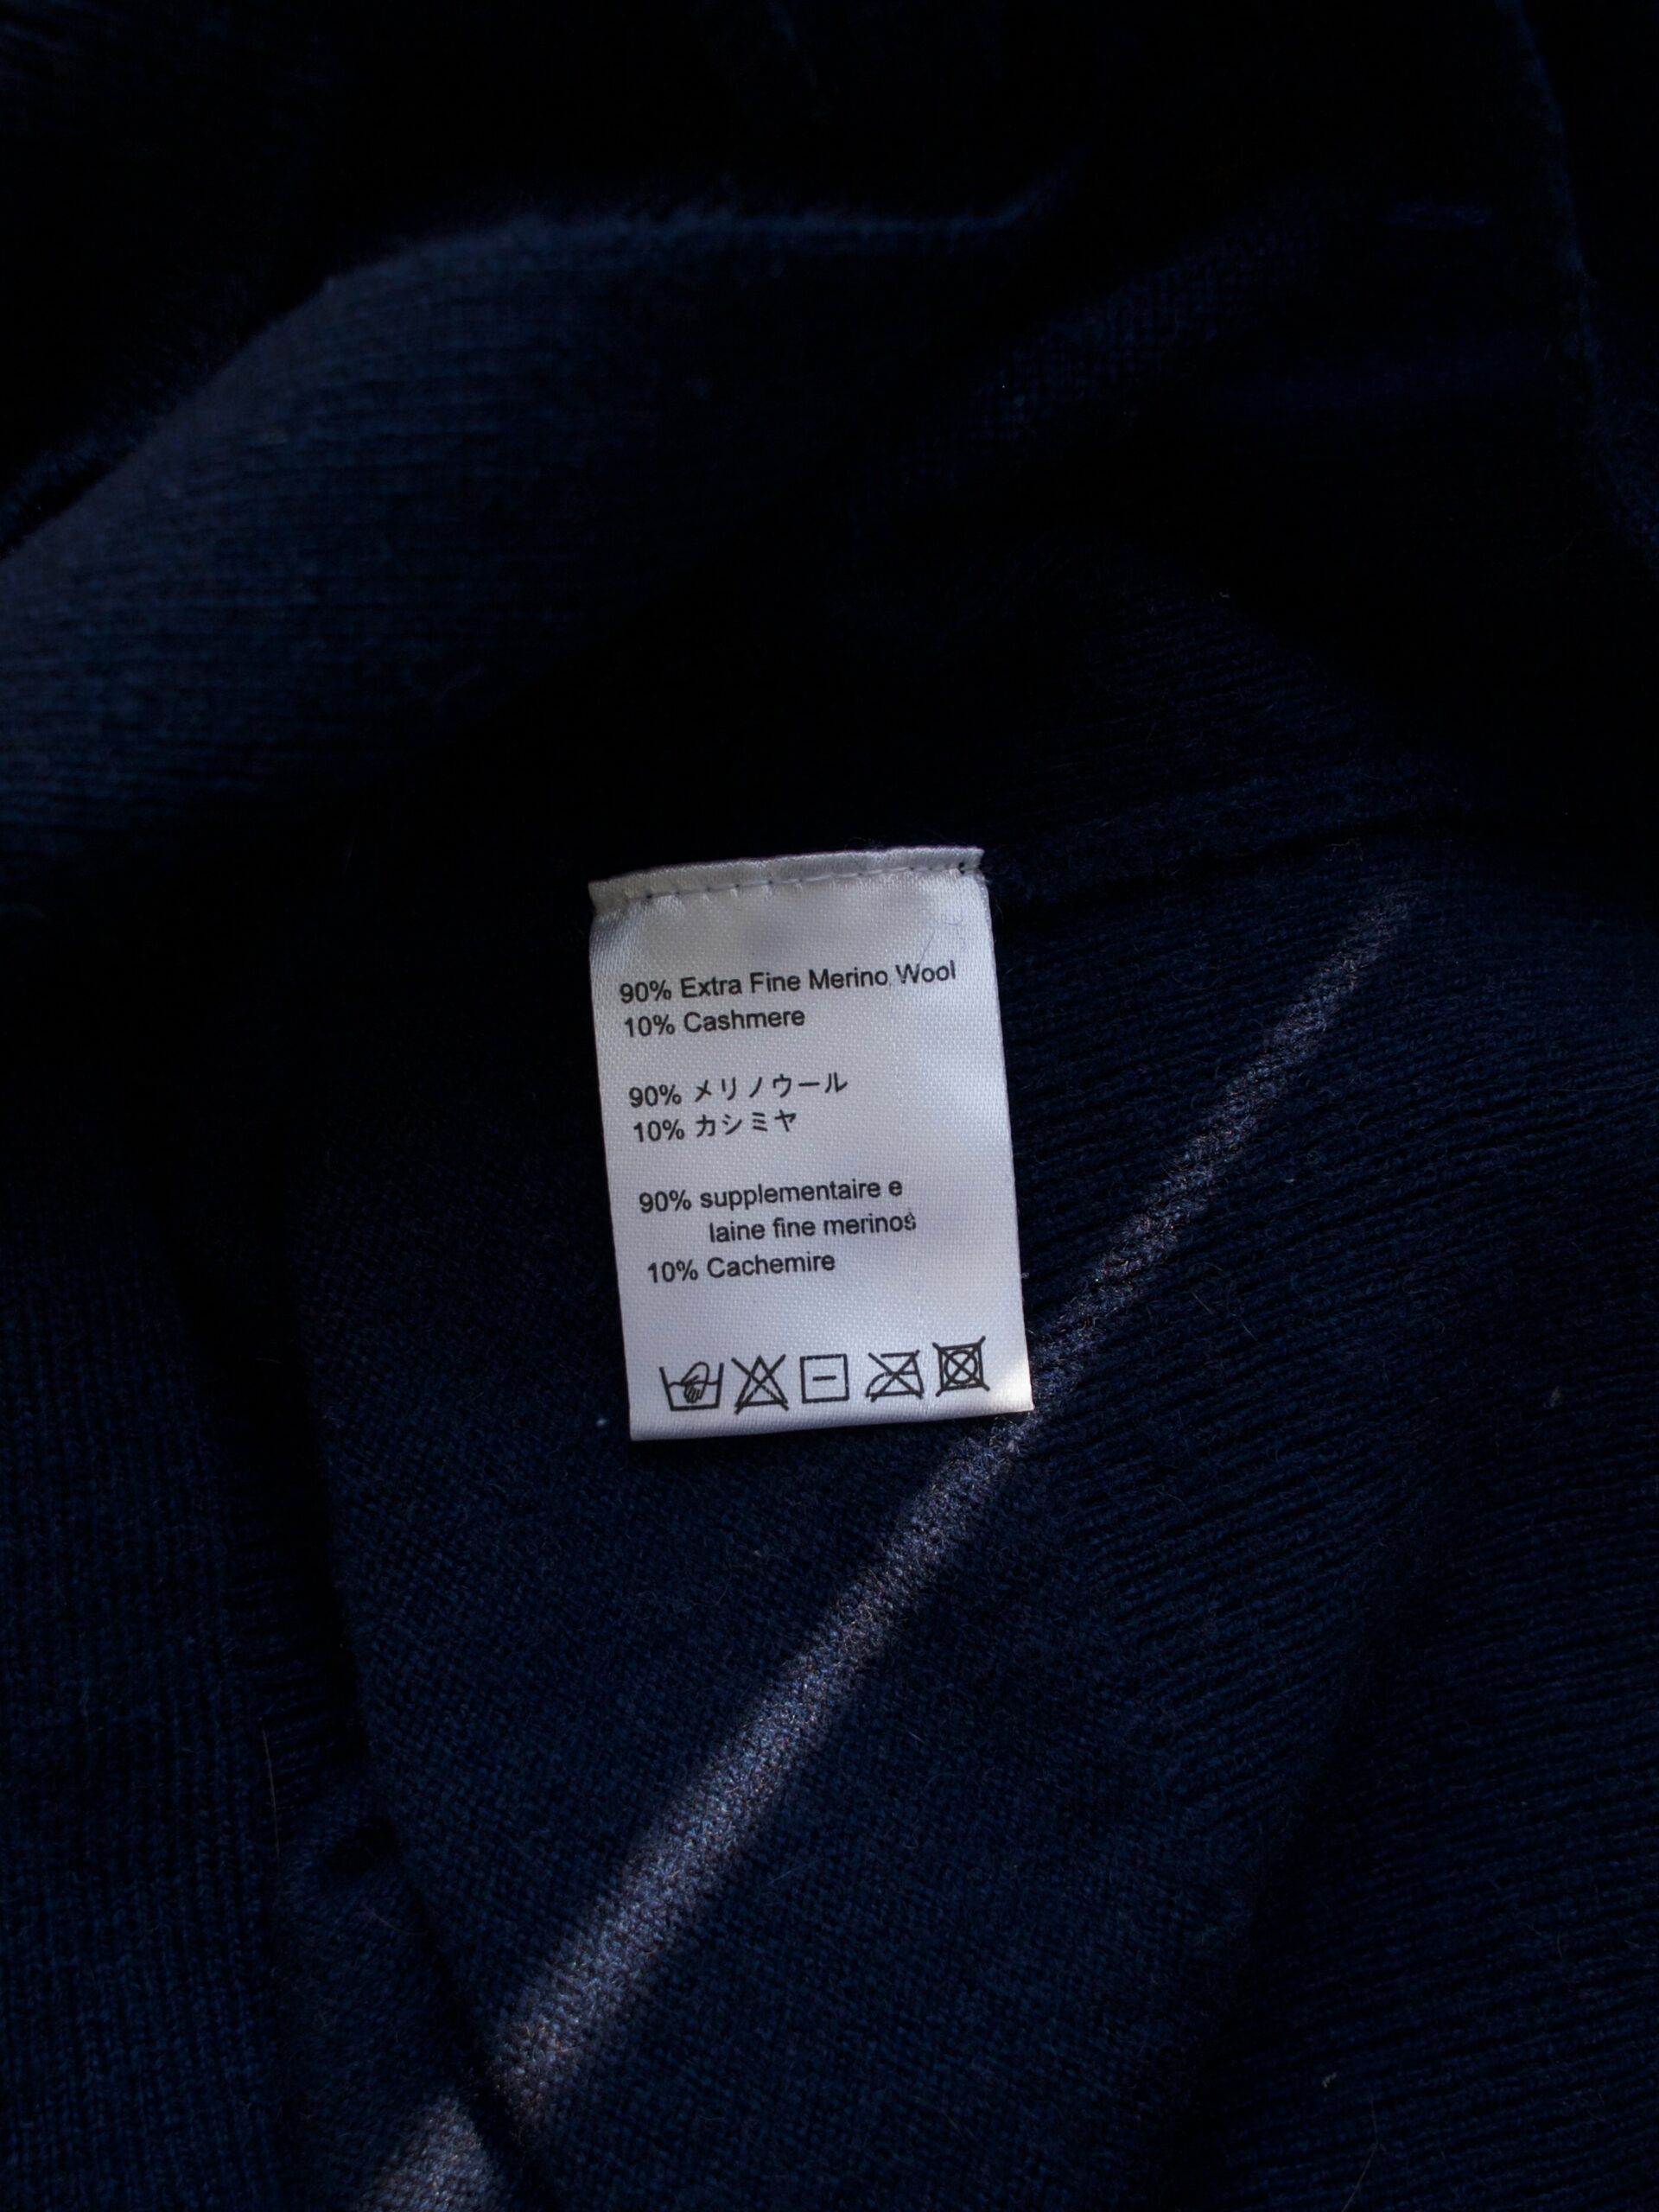 90% Extra Fine Merino Wool
10% Cashmere
90% メリノウール
10% カシミヤ
90% supplementaire e
laine fine merinos
10% Cachemire